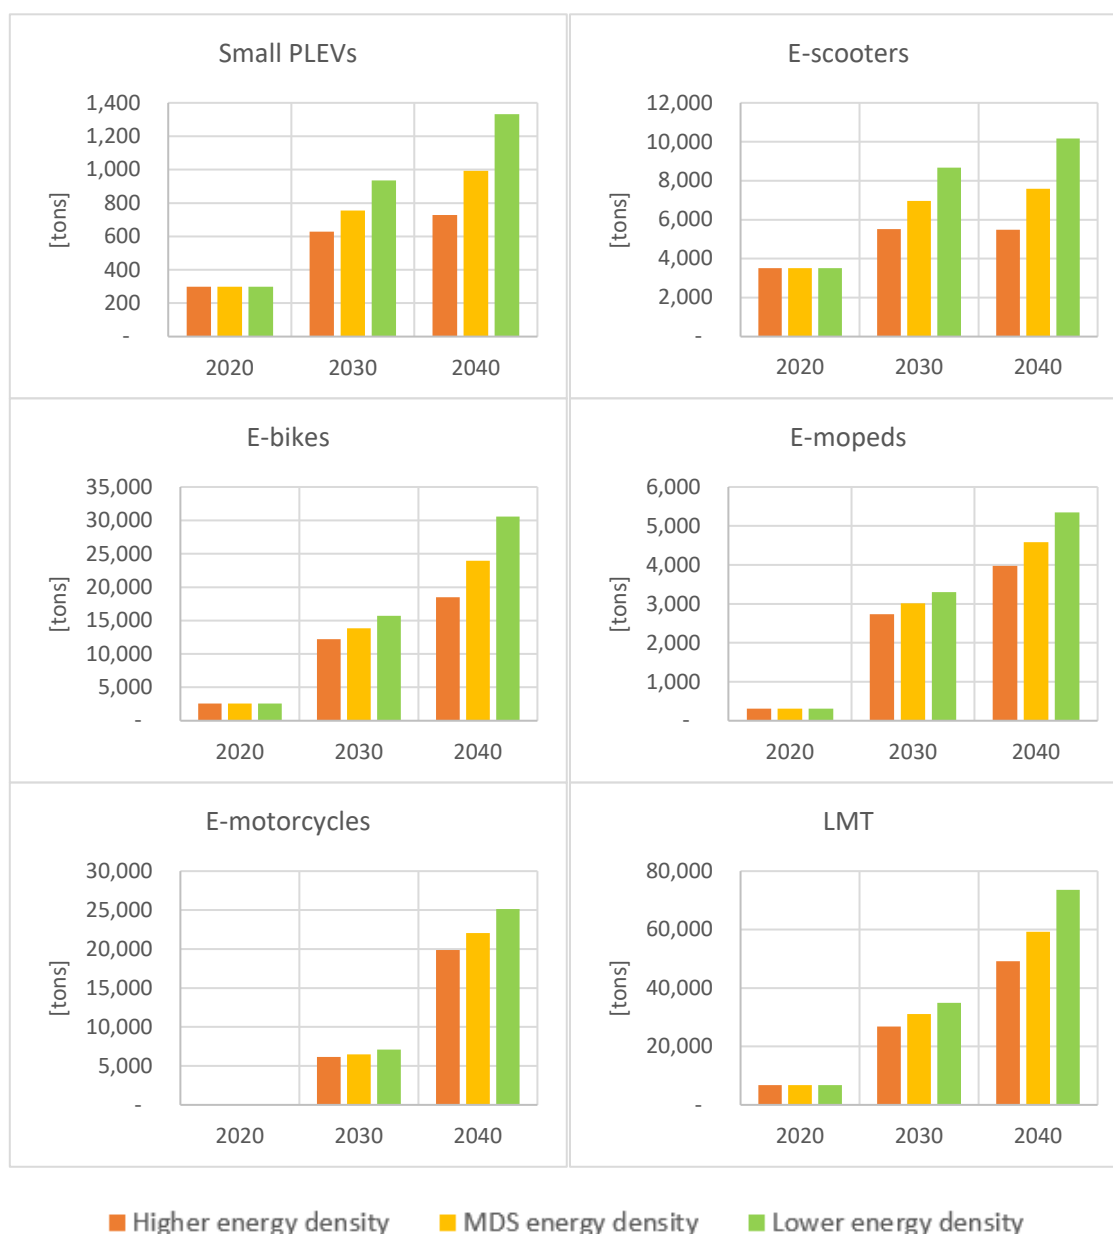 Small PLEVs
1,400
1,200
1,000
800
600
400
200
-
[tons]
2020 2030 2040
E-scooters
12,000
10,000
8,000
6,000
4,000
2,000
-
[tons]
2020 2030 2040
E-bikes
35,000
30,000
25,000
20,000
15,000
10,000
5,000
-
[tons]
2020 2030 2040
E-mopeds
6,000
5,000
4,000
3,000
2,000
1,000
-
[tons]
2020 2030 2040
E-motorcycles
30,000
25,000
20,000
15,000
10,000
5,000
-
[tons]
2020 2030 2040
LMT
80,000
60,000
40,000
20,000
-
[tons]
2020 2030 2040
Higher energy density MDS energy density Lower energy density